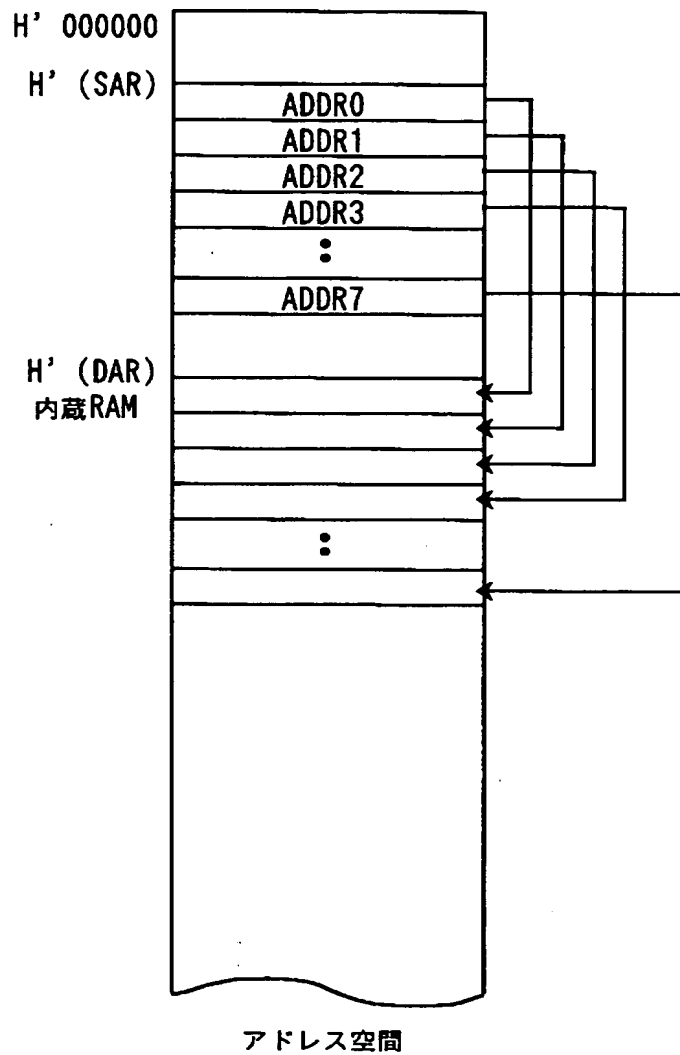 H' 000000
H' (SAR)
ADDR0
ADDR1
ADDR2
ADDR3
:
ADDR7
H' (DAR)
内蔵RAM
:
アドレス空間